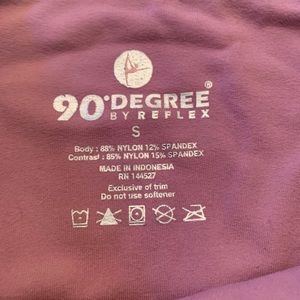 90°DEGREE®
BY REFLEX
S
Body : 88% NYLON 12% SPANDEX
Contrast : 85% NYLON 15% SPANDEX
MADE IN INDONESIA
RN 144527
Exclusive of trim
Do not use softener